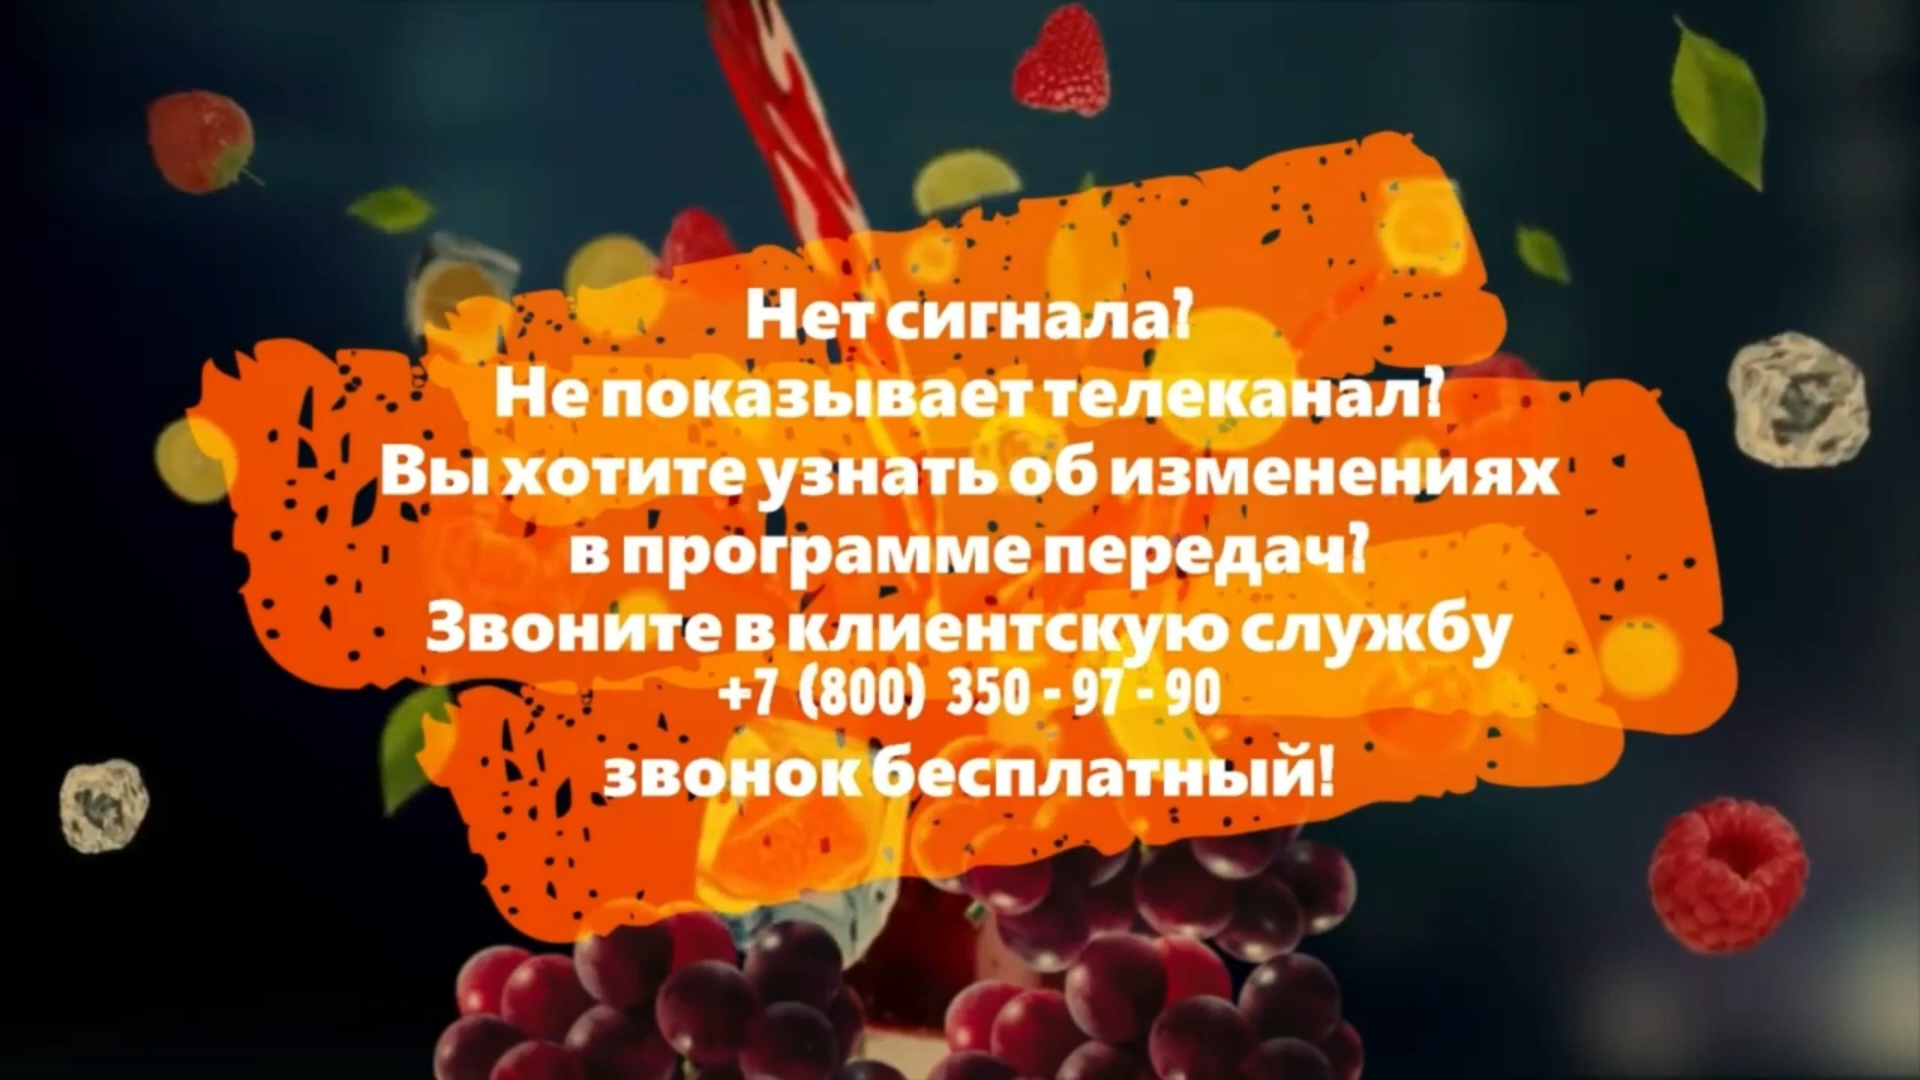 Нет сигнала?
Не показывает телеканал?
Вы хотите узнать об изменениях
в программе передач?
Звоните в клиентскую службу
+7 (800) 350 - 97 - 90
звонок бесплатный!